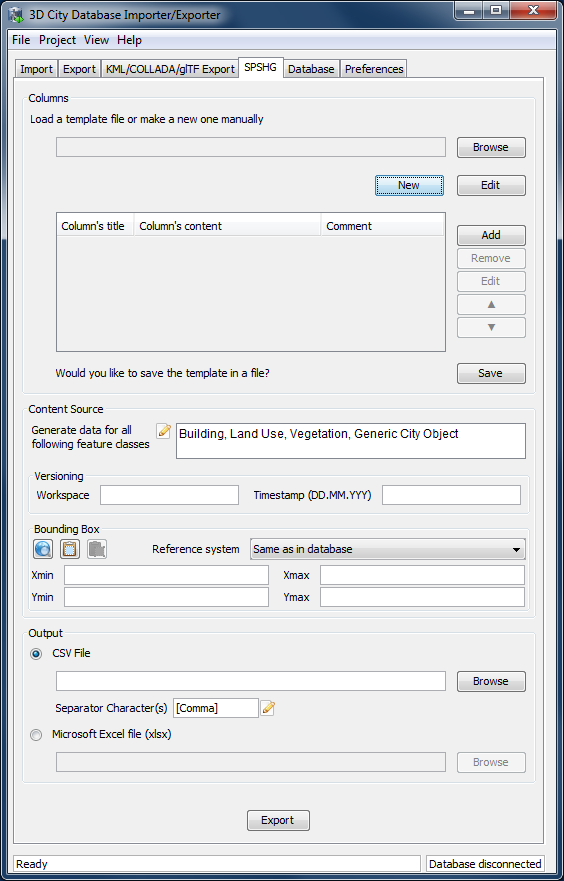 3D City Database Importer/Exporter
File Project View Help
Import Export KML/COLLADA/glTF Export SPSHG Database Preferences
Columns
Load a template file or make a new one manually
Browse
New Edit
Column's title Column's content Comment
Add
Remove
Edit
▲
▼
Would you like to save the template in a file? Save
Content Source
Generate data for all
following feature classes
Building, Land Use, Vegetation, Generic City Object
Versioning
Workspace Timestamp (DD.MM.YYY)
Bounding Box
Reference system Same as in database
Xmin Xmax
Ymin Ymax
Output
CSV File
Browse
Separator Character(s) [Comma]
Microsoft Excel file (xlsx)
Browse
Export
Ready Database disconnected